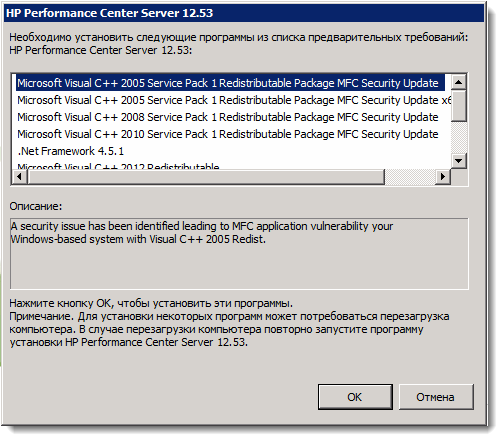 HP Performance Center Server 12.53
Необходимо установить следующие программы из списка предварительных требований:
HP Performance Center Server 12.53:
Microsoft Visual C++ 2005 Service Pack 1 Redistributable Package MFC Security Update
Microsoft Visual C++ 2005 Service Pack 1 Redistributable Package MFC Security Update x6
Microsoft Visual C++ 2008 Service Pack 1 Redistributable Package MFC Security Update
Microsoft Visual C++ 2010 Service Pack 1 Redistributable Package MFC Security Update
.Net Framework 4.5.1
Microsoft Visual C++ 2012 Redistributable
Описание:
A security issue has been identified leading to MFC application vulnerability your
Windows-based system with Visual C++ 2005 Redist.
Нажмите кнопку OK, чтобы установить эти программы.
Примечание. Для установки некоторых программ может потребоваться перезагрузка
компьютера. В случае перезагрузки компьютера повторно запустите программу
установки HP Performance Center Server 12.53.
OK
Отмена